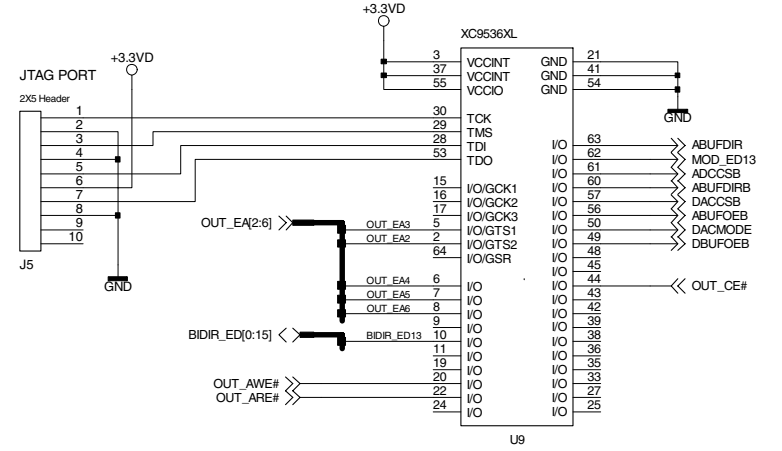 +3.3VD
XC9536XL
+3.3VD
JTAG PORT
2X5 Header
1
2
3
4
5
6
7
8
9
10
J5
GND
3 VCCINT GND 21
37 VCCINT GND 41
55 VCCIO GND 54
GND
30 TCK
29 TMS
28 TDI
53 TDO
15 I/O/GCK1
16 I/O/GCK2
17 I/O/GCK3
OUT_EA[2:6]
OUT_EA3 5 I/O/GTS1
OUT_EA2 2 I/O/GTS2
64 I/O/GSR
OUT_EA4 6 I/O
OUT_EA5 7 I/O
OUT_EA6 8 I/O
9 I/O
BIDIR_ED[0:15] BIDIR_ED13 10 I/O
11 I/O
19 I/O
OUT_AWE# 20 I/O
OUT_ARE# 22 I/O
24 I/O
I/O 63 ABUFDIR
I/O 62 MOD_ED13
I/O 61 ADCCSB
I/O 60 ABUFDIRB
I/O 57 DACCSB
I/O 56 ABUFOEB
I/O 50 DACMODE
I/O 49 DBUFOEB
I/O 48
I/O 45
I/O 44 OUT_CE#
I/O 43
I/O 42
I/O 39
I/O 38
I/O 36
I/O 35
I/O 33
I/O 27
I/O 25
U9